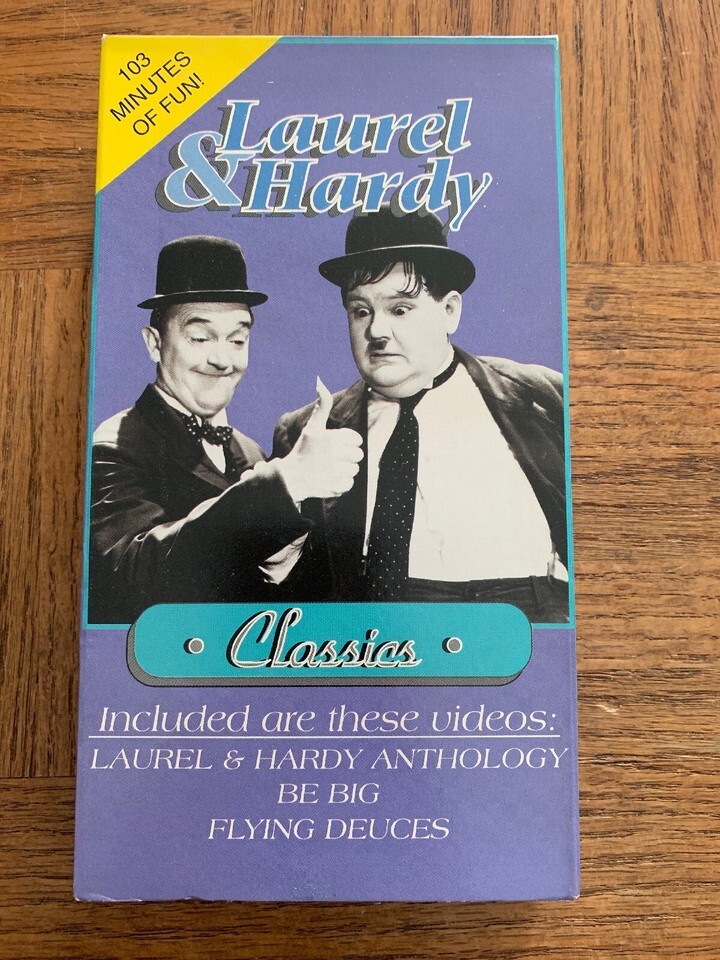 103
MINUTES
OF FUN!
Laurel
& Hardy
Classics
Included are these videos:
LAUREL & HARDY ANTHOLOGY
BE BIG
FLYING DEUCES